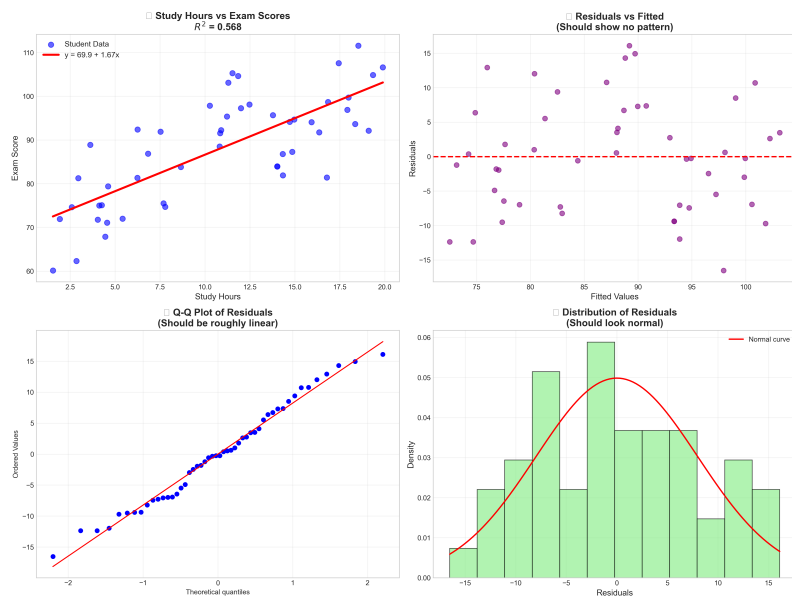 Study Hours vs Exam Scores
R² = 0.568
Student Data
y = 69.9 + 1.67x
Exam Score
110
100
90
80
70
60
2.5 5.0 7.5 10.0 12.5 15.0 17.5 20.0
Study Hours
Residuals vs Fitted
(Should show no pattern)
Residuals
15
10
5
0
−5
−10
−15
75 80 85 90 95 100
Fitted Values
Q-Q Plot of Residuals
(Should be roughly linear)
Ordered Values
15
10
5
0
−5
−10
−15
−2 −1 0 1 2
Theoretical quantiles
Distribution of Residuals
(Should look normal)
Normal curve
Density
0.06
0.05
0.04
0.03
0.02
0.01
0.00
−15 −10 −5 0 5 10 15
Residuals